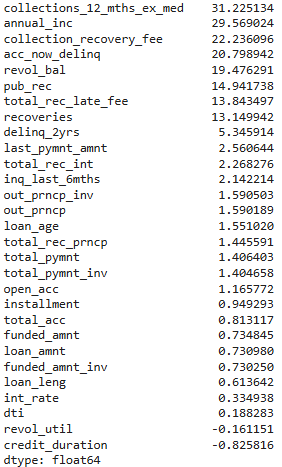 collections_12_mths_ex_med 31.225134
annual_inc 29.569024
collection_recovery_fee 22.236096
acc_now_delinq 20.798942
revol_bal 19.476291
pub_rec 14.941738
total_rec_late_fee 13.843497
recoveries 13.149942
delinq_2yrs 5.345914
last_pymnt_amnt 2.560644
total_rec_int 2.268276
inq_last_6mths 2.142214
out_prncp_inv 1.590503
out_prncp 1.590189
loan_age 1.551020
total_rec_prncp 1.445591
total_pymnt 1.406403
total_pymnt_inv 1.404658
open_acc 1.165772
installment 0.949293
total_acc 0.813117
funded_amnt 0.734845
loan_amnt 0.730980
funded_amnt_inv 0.730250
loan_leng 0.613642
int_rate 0.334938
dti 0.188283
revol_util -0.161151
credit_duration -0.825816
dtype: float64